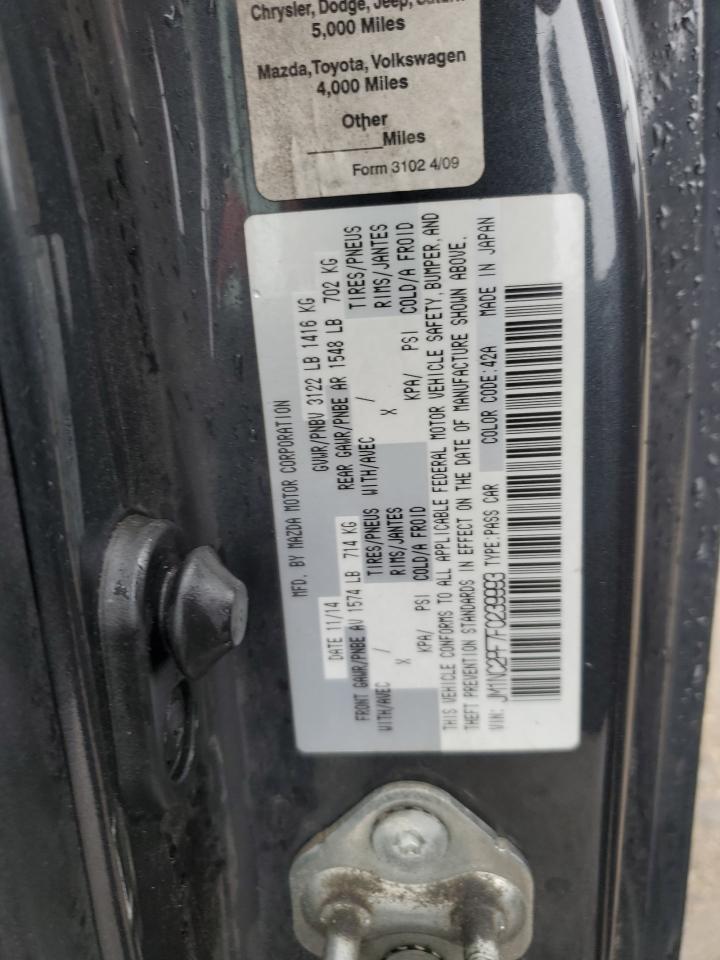 Chrysler, Dodge, Jeep,
5,000 Miles
Mazda, Toyota, Volkswagen
4,000 Miles
Other
________Miles
Form 3102 4/09
MFD. BY MAZDA MOTOR CORPORATION
DATE 11/14 GVWR/PNBV 3122 LB 1416 KG
FRONT GAWR/PNBE AV 1574 LB 714 KG REAR GAWR/PNBE AR 1548 LB 702 KG
WITH/AVEC / TIRES/PNEUS WITH/AVEC / TIRES/PNEUS
X RIMS/JANTES X RIMS/JANTES
KPA/ PSI COLD/A FROID KPA/ PSI COLD/A FROID
THIS VEHICLE CONFORMS TO ALL APPLICABLE FEDERAL MOTOR VEHICLE SAFETY, BUMPER, AND
THEFT PREVENTION STANDARDS IN EFFECT ON THE DATE OF MANUFACTURE SHOWN ABOVE.
VIN: JM1NC2PF7F0239993 TYPE:PASS CAR COLOR CODE:42A MADE IN JAPAN